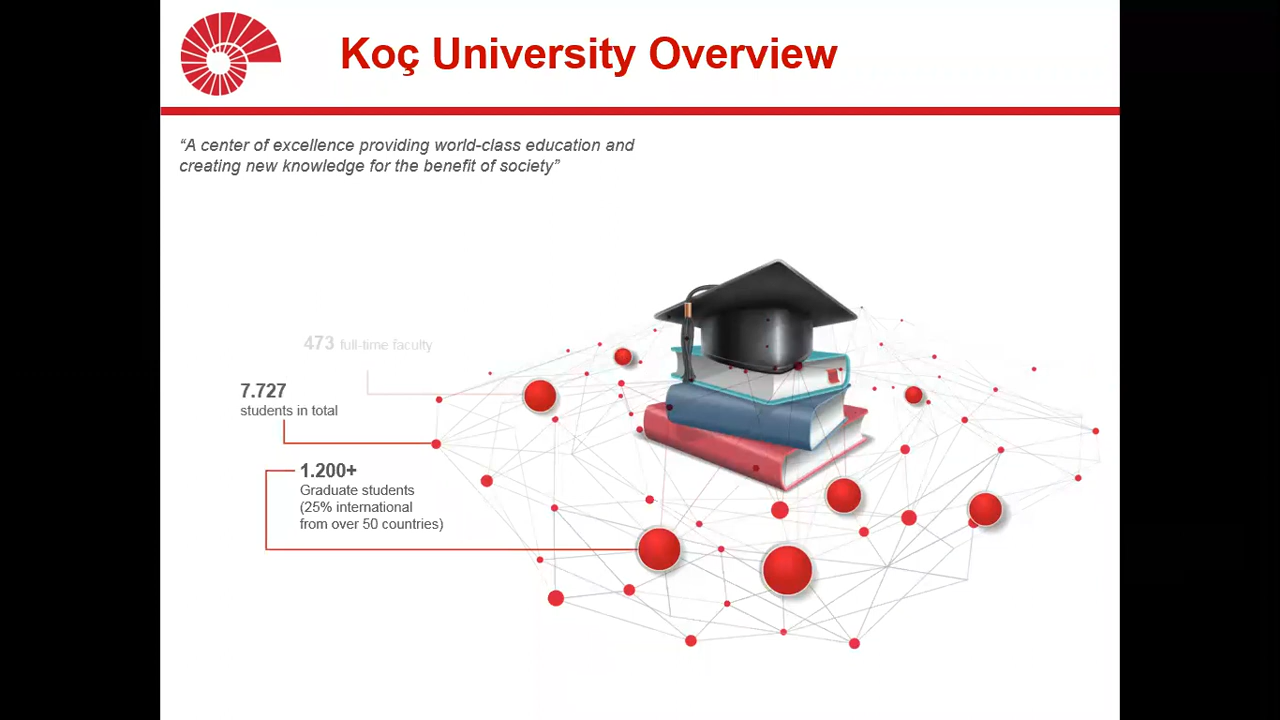 Koç University Overview
“A center of excellence providing world-class education and
creating new knowledge for the benefit of society”
473 full-time faculty
7.727
students in total
1.200+
Graduate students
(25% international
from over 50 countries)